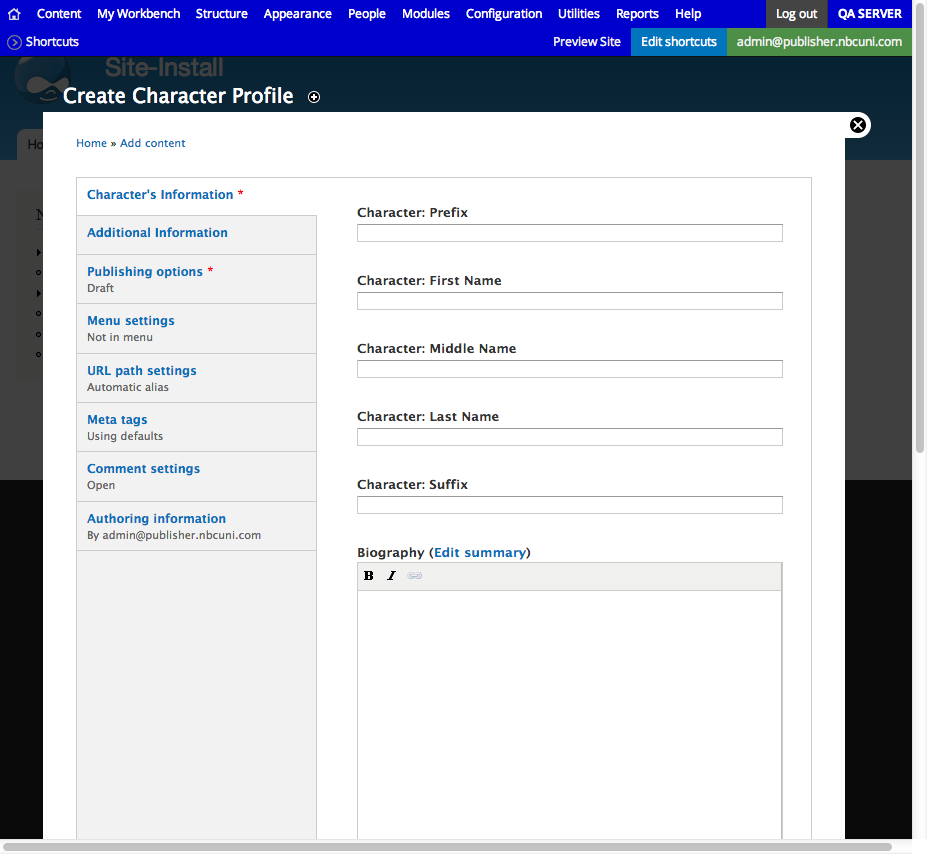 Content My Workbench Structure Appearance People Modules Configuration Utilities Reports Help Log out QA SERVER
Shortcuts Preview Site Edit shortcuts admin@publisher.nbcuni.com
Site-Install
Create Character Profile
Ho
Home » Add content
Character's Information *
Additional Information
Publishing options *
Draft
Menu settings
Not in menu
URL path settings
Automatic alias
Meta tags
Using defaults
Comment settings
Open
Authoring information
By admin@publisher.nbcuni.com
Character: Prefix
Character: First Name
Character: Middle Name
Character: Last Name
Character: Suffix
Biography (Edit summary)
B I